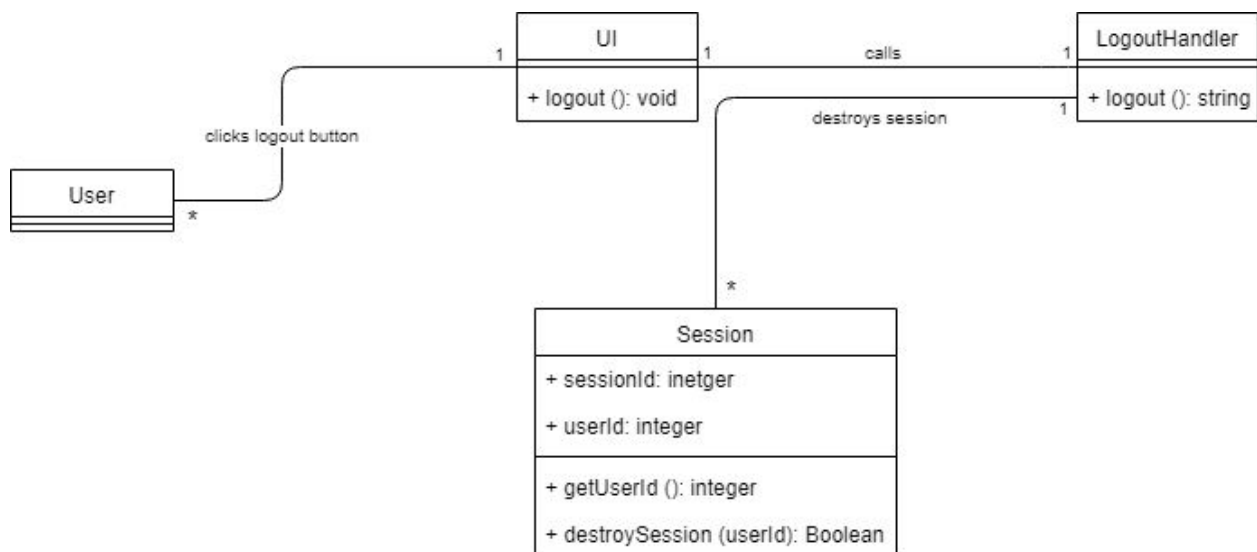 UI
+ logout (): void
1
1
calls
1
LogoutHandler
+ logout (): string
1
destroys session
clicks logout button
User
*
*
Session
+ sessionId: inetger
+ userId: integer
+ getUserId (): integer
+ destroySession (userId): Boolean